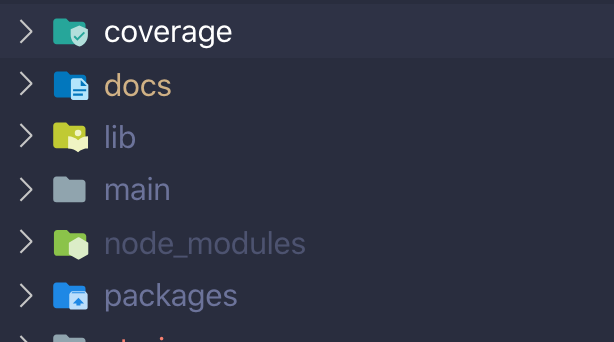 coverage
docs
lib
main
node_modules
packages